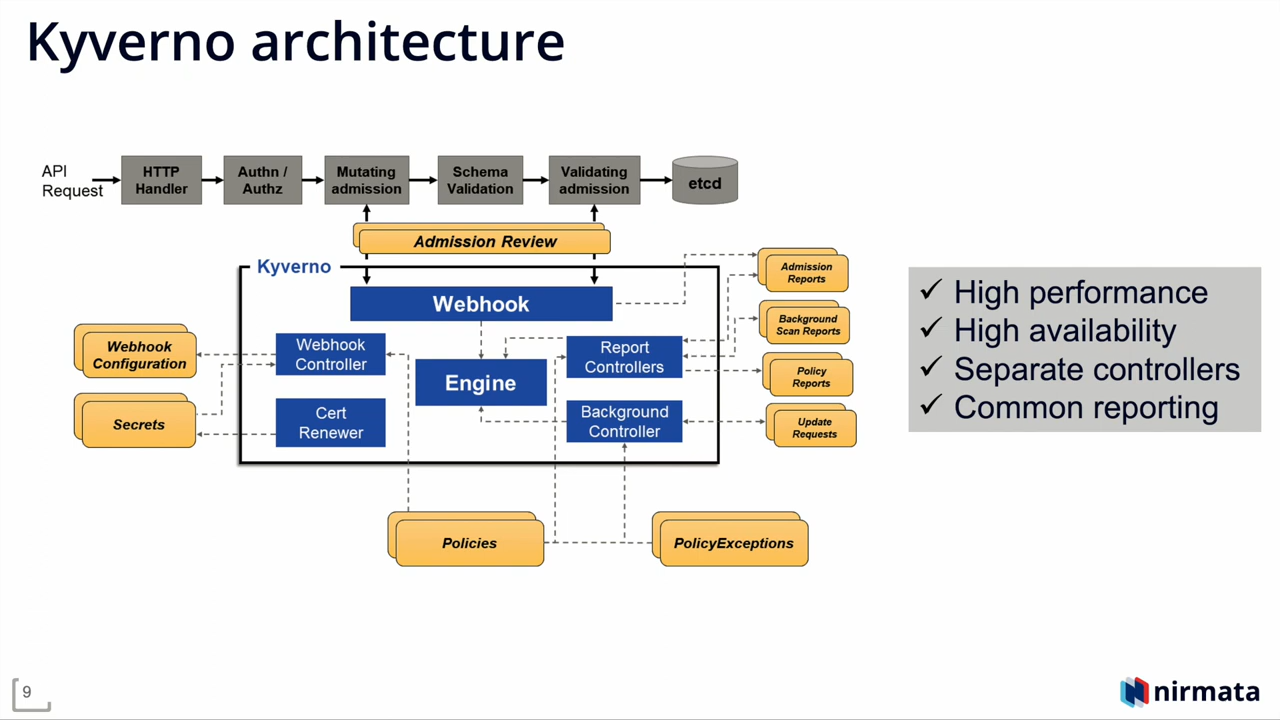 Kyverno architecture
API
Request
HTTP
Handler
Authn /
Authz
Mutating
admission
Schema
Validation
Validating
admission
etcd
Admission Review
Kyverno
Webhook
Webhook
Configuration
Secrets
Webhook
Controller
Cert
Renewer
Engine
Report
Controllers
Background
Controller
Admission
Reports
Background
Scan Reports
Policy
Reports
Update
Requests
Policies
PolicyExceptions
✓ High performance
✓ High availability
✓ Separate controllers
✓ Common reporting
9
nirmata